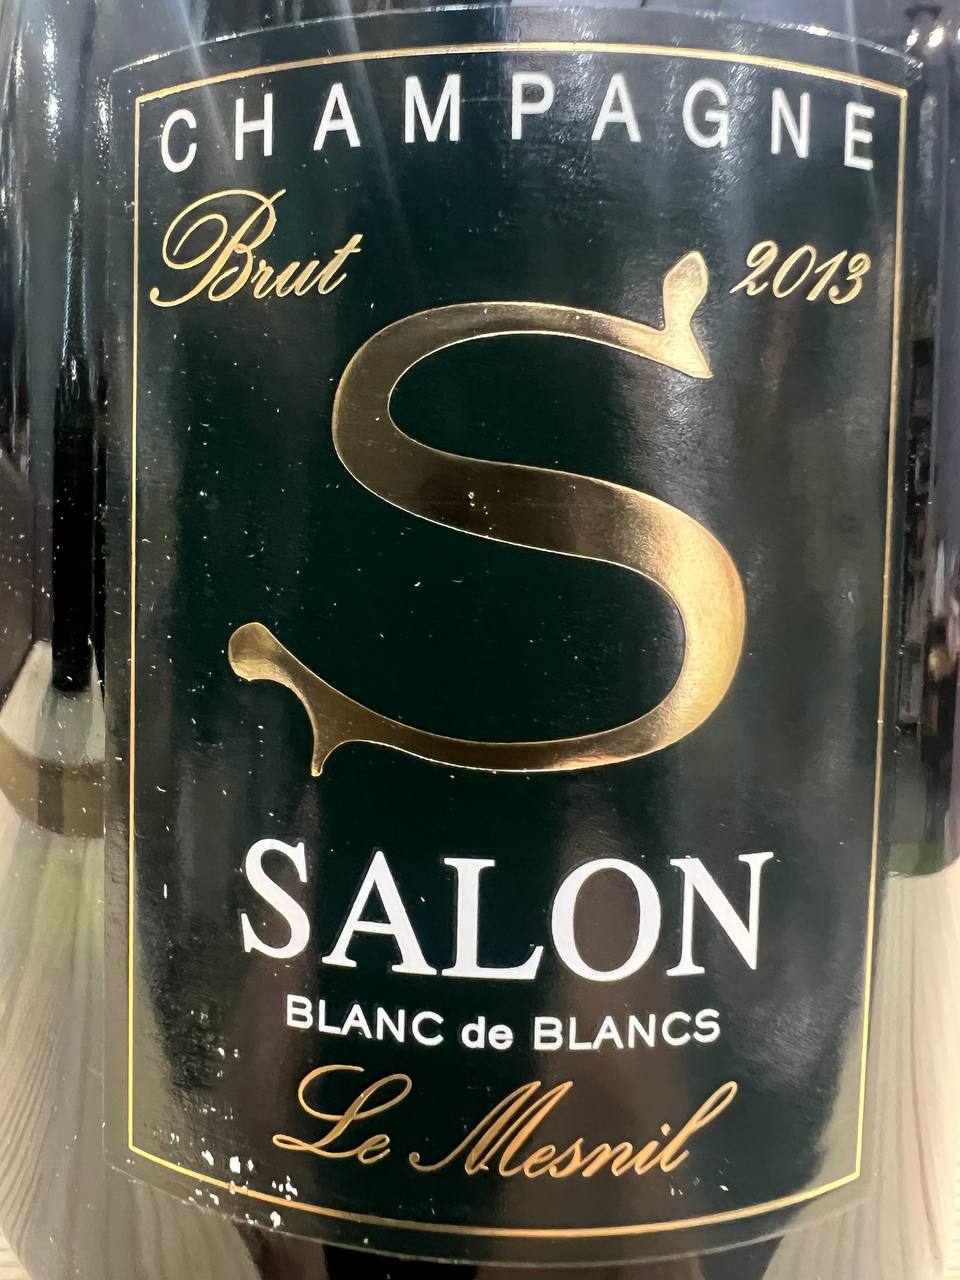 CHAMPAGNE
Brut 2013
S
SALON
BLANC de BLANCS
Le Mesnil